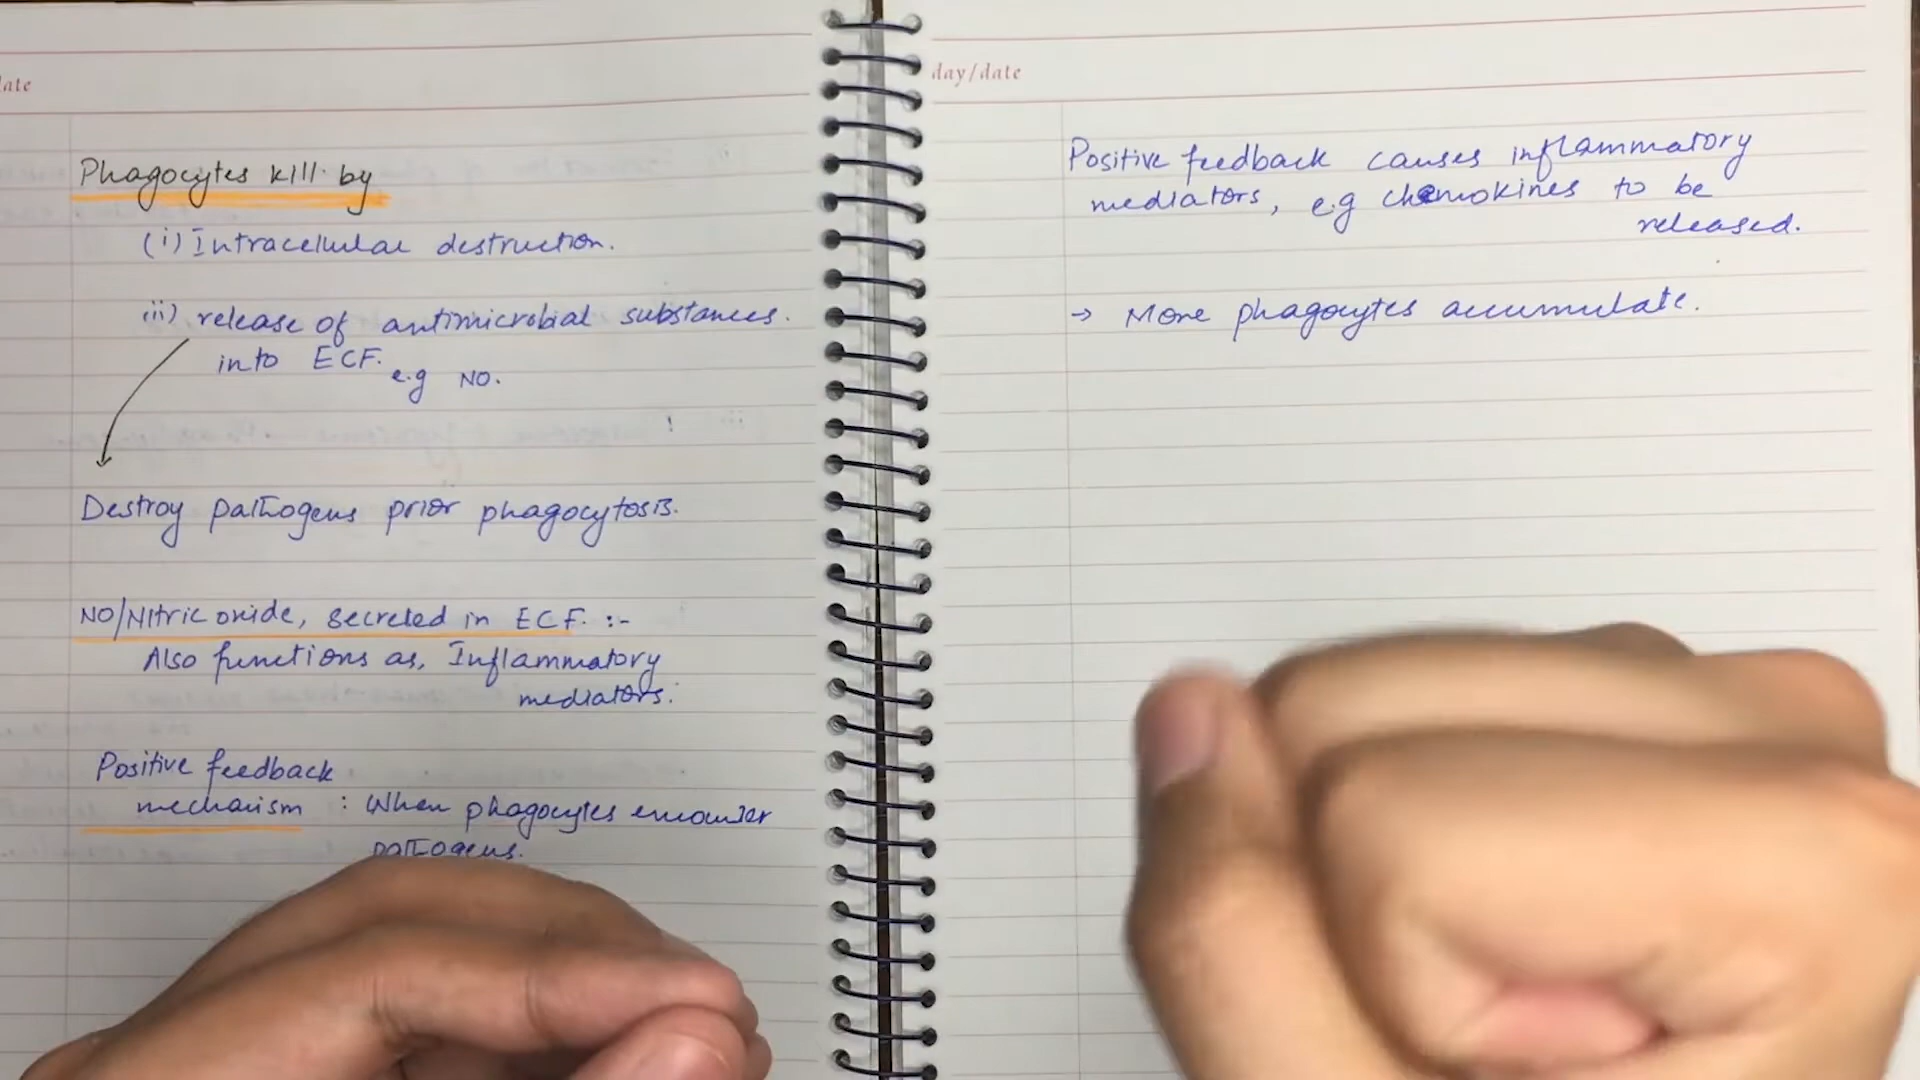 ate
Phagocytes kill by
(i) Intracellular destruction.
ii) release of antimicrobial substances.
into ECF.
e.g NO.
Destroy pathogens prior phagocytosis.
NO/Nitric oxide, secreted in ECF. :-
Also functions as, Inflammatory
mediators.
Positive feedback
mechanism : When phagocytes encounter
pathogens.
day/date
Positive feedback causes inflammatory
mediators, e.g chemokines to be
released.
→ More phagocytes accumulate.